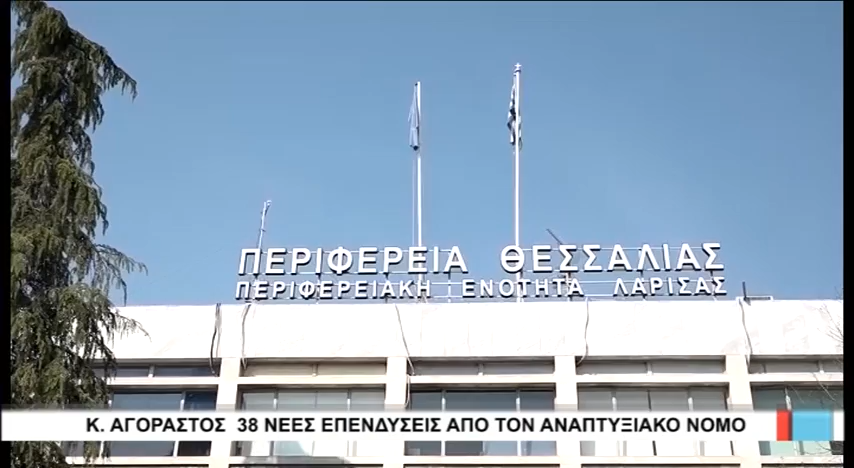 ΠΕΡΙΦΕΡΕΙΑ ΘΕΣΣΑΛΙΑΣ
ΠΕΡΙΦΕΡΕΙΑΚΗ ΕΝΟΤΗΤΑ ΛΑΡΙΣΑΣ
Κ. ΑΓΟΡΑΣΤΟΣ 38 ΝΕΕΣ ΕΠΕΝΔΥΣΕΙΣ ΑΠΟ ΤΟΝ ΑΝΑΠΤΥΞΙΑΚΟ ΝΟΜΟ